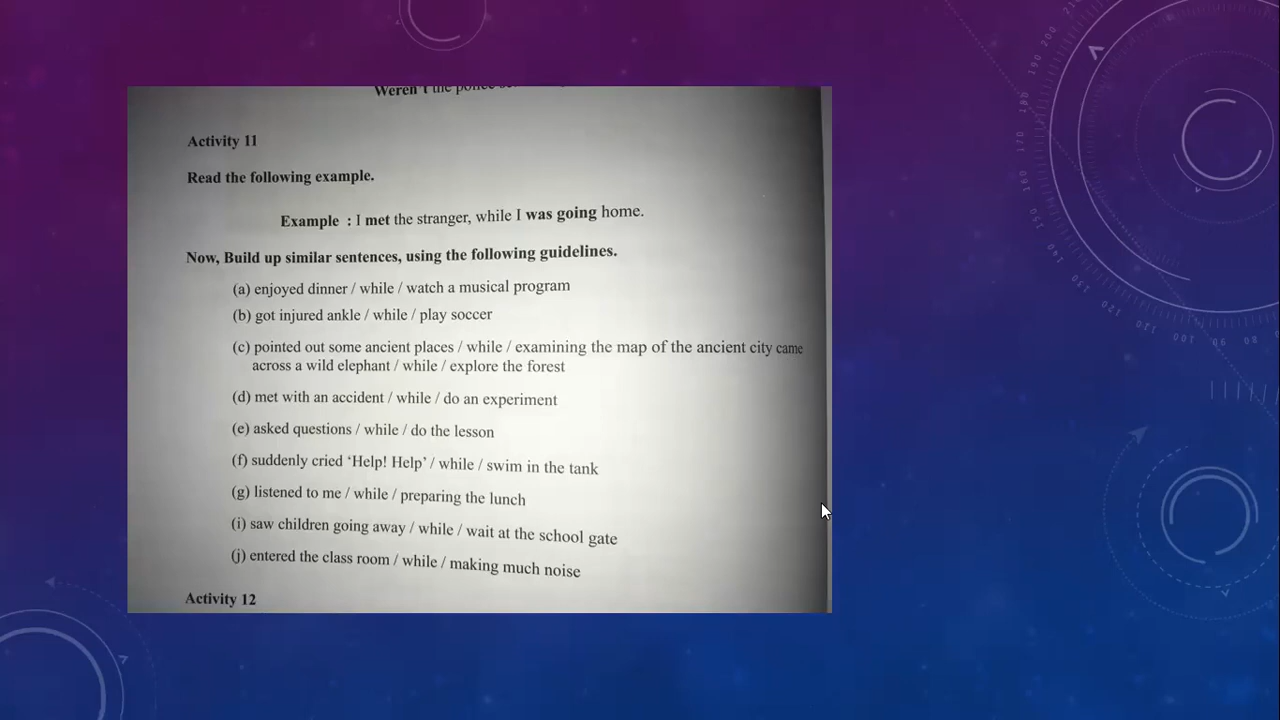 Weren't the police
Activity 11
Read the following example.
Example : I met the stranger, while I was going home.
Now, Build up similar sentences, using the following guidelines.
(a) enjoyed dinner / while / watch a musical program
(b) got injured ankle / while / play soccer
(c) pointed out some ancient places / while / examining the map of the ancient city came
across a wild elephant / while / explore the forest
(d) met with an accident / while / do an experiment
(e) asked questions / while / do the lesson
(f) suddenly cried ‘Help! Help’ / while / swim in the tank
(g) listened to me / while / preparing the lunch
(i) saw children going away / while / wait at the school gate
(j) entered the class room / while / making much noise
Activity 12